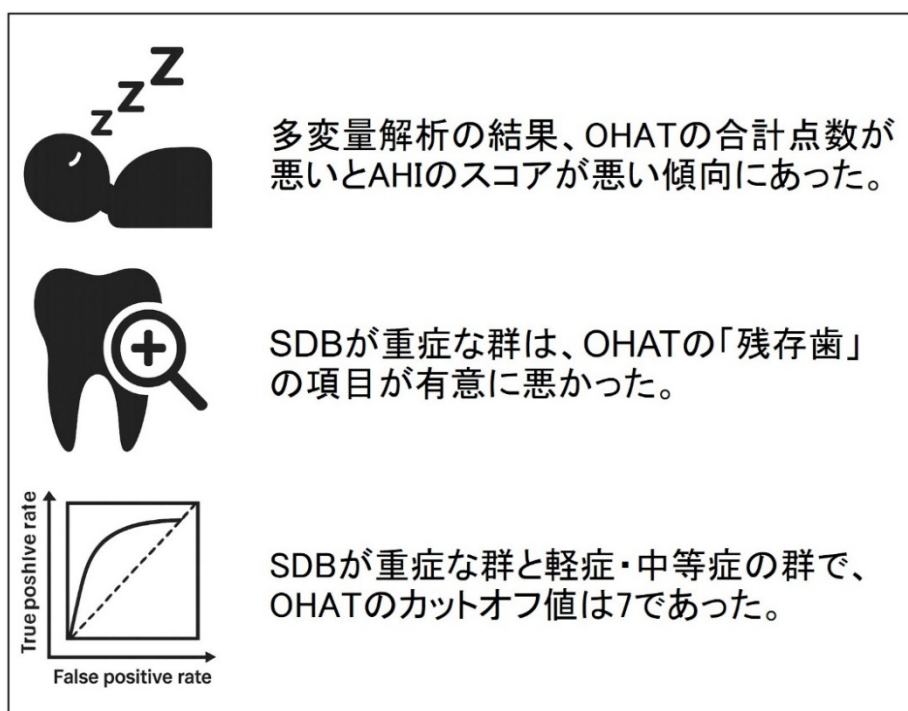 z z Z
多変量解析の結果、OHATの合計点数が
悪いとAHIのスコアが悪い傾向にあった。
SDBが重症な群は、OHATの「残存歯」
の項目が有意に悪かった。
True poshive rate
False positive rate
SDBが重症な群と軽症・中等症の群で、
OHATのカットオフ値は7であった。